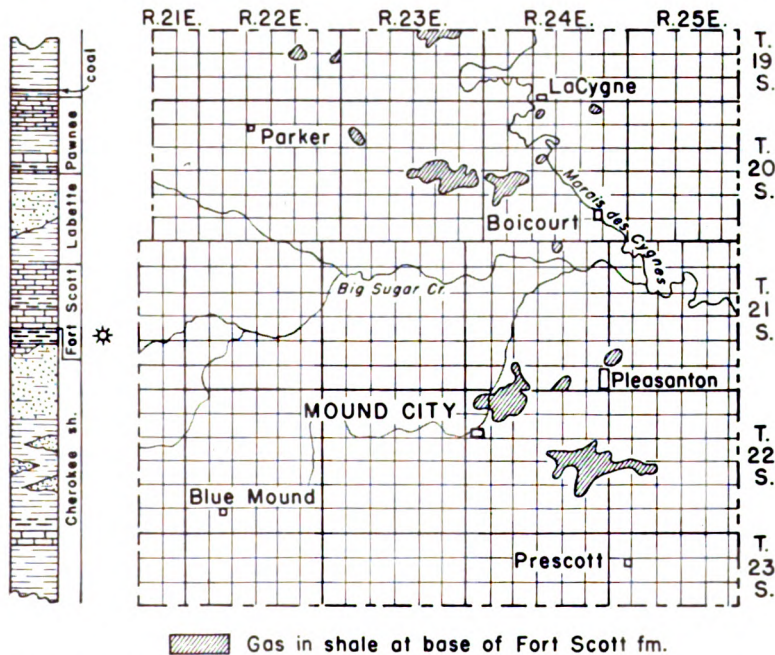 R.21E. R.22E. R.23E. R.24E. R.25E.
T. 19 S.
T. 20 S.
T. 21 S.
T. 22 S.
T. 23 S.
coal
Pawnee
Labette
Fort Scott
Cherokee sh.
LaCygne
Parker
Marais des Cygnes
Boicourt
Big Sugar Cr.
Pleasanton
MOUND CITY
Blue Mound
Prescott
Gas in shale at base of Fort Scott fm.